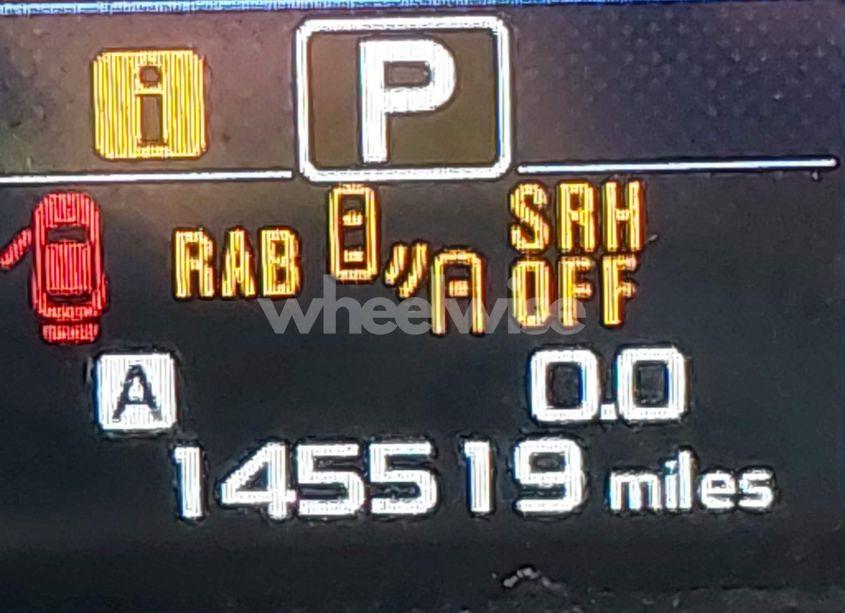 i P
RAB SRH
OFF
wheelwise
A 0.0
145519 miles